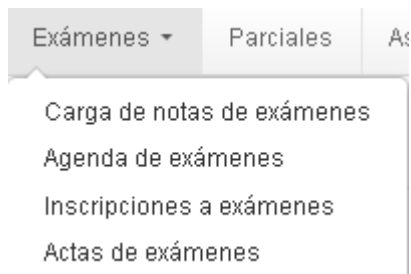 Exámenes Parciales
Carga de notas de exámenes
Agenda de exámenes
Inscripciones a exámenes
Actas de exámenes